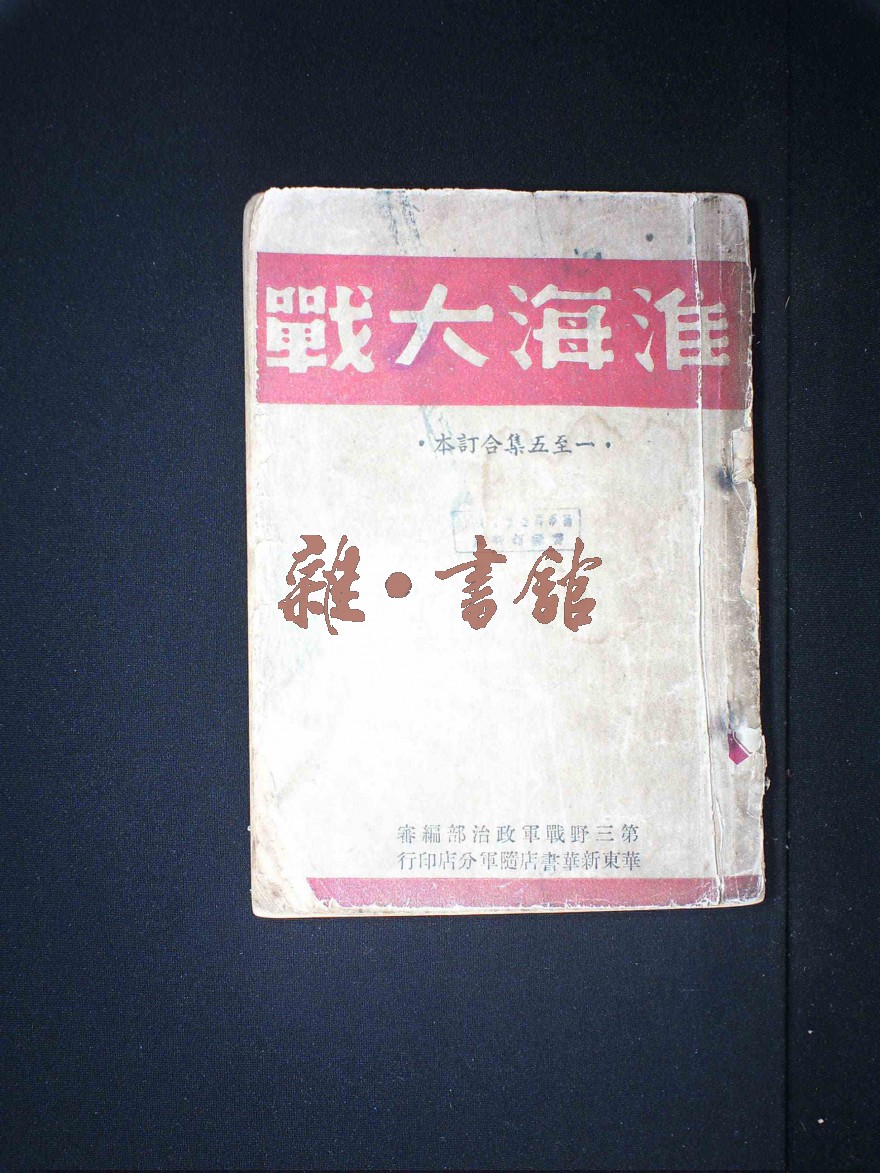 淮海大戰
·一至五集合訂本·
雜·書館
第三野戰軍政治部編審
華東新華書店隨軍分店印行